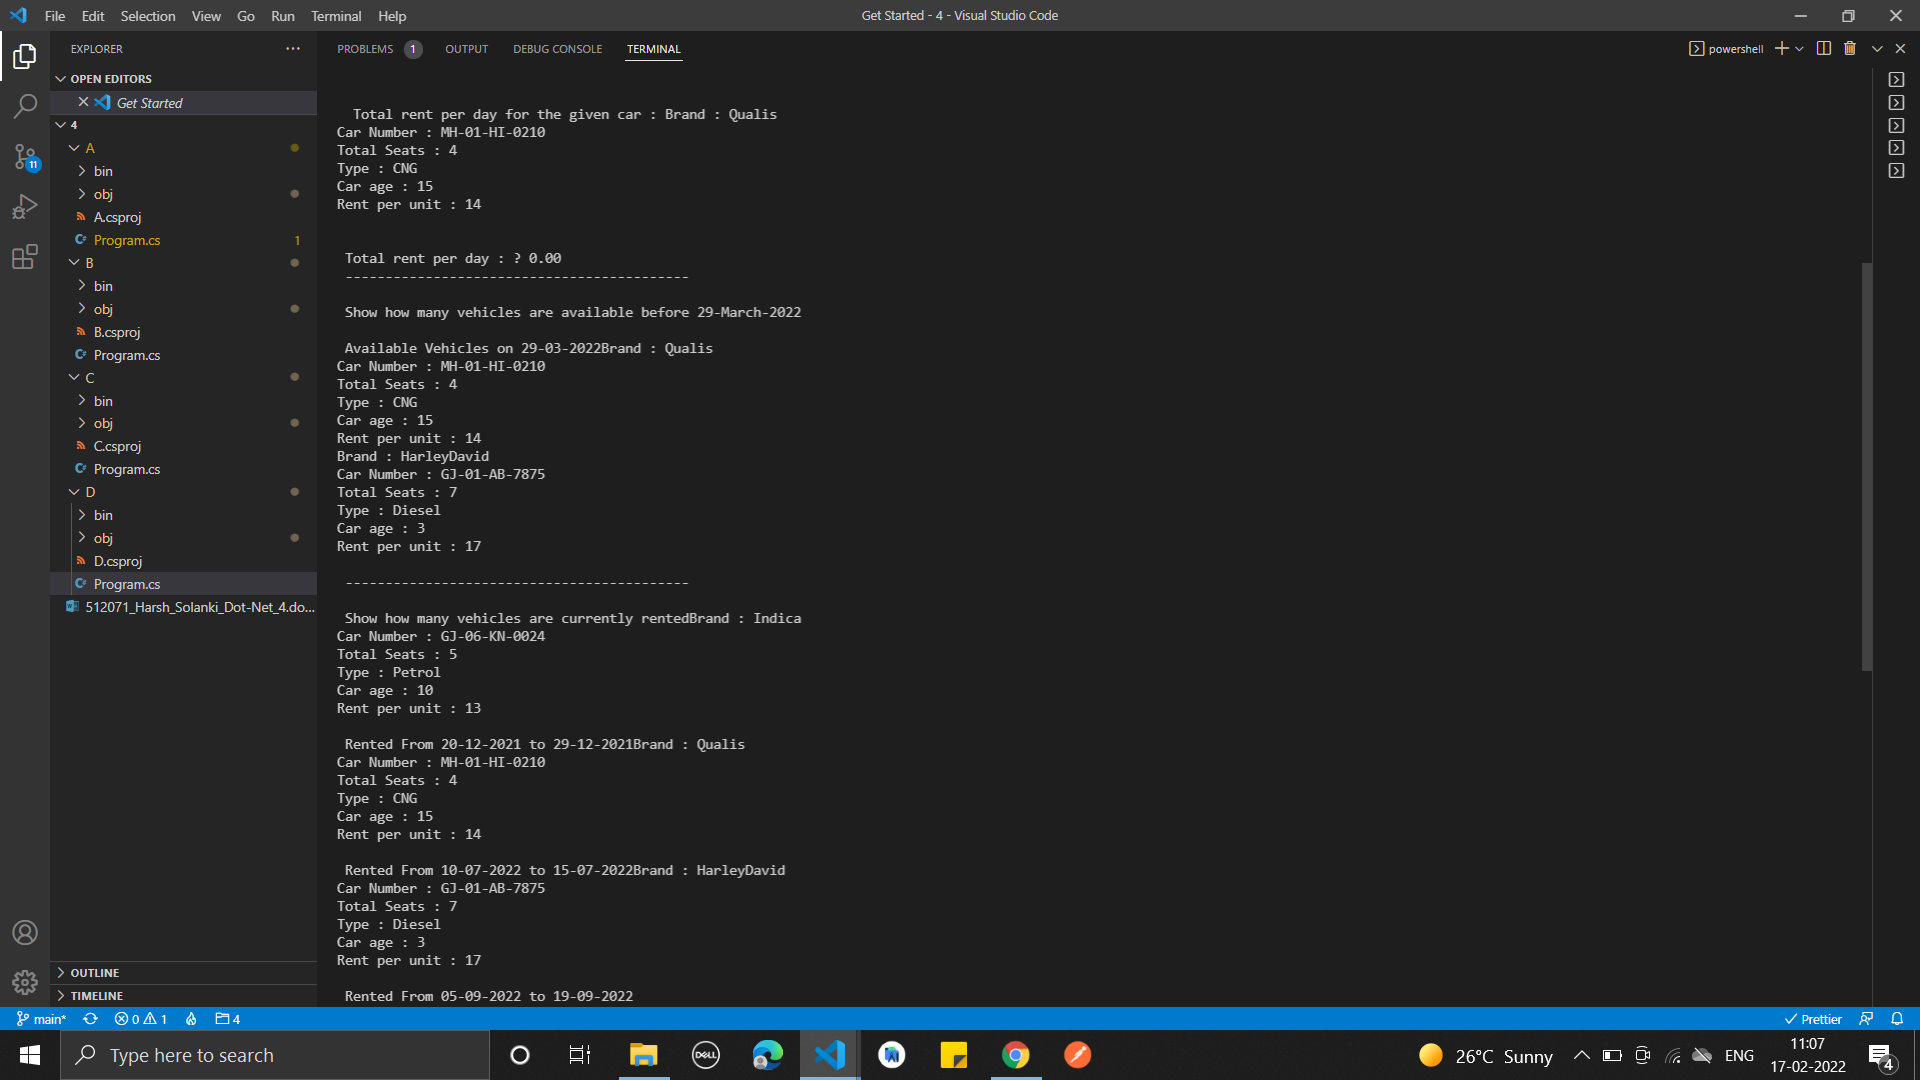 File Edit Selection View Go Run Terminal Help
Get Started - 4 - Visual Studio Code
EXPLORER
OPEN EDITORS
Get Started
4
A
bin
obj
A.csproj
Program.cs 1
B
bin
obj
B.csproj
Program.cs
C
bin
obj
C.csproj
Program.cs
D
bin
obj
D.csproj
Program.cs
512071_Harsh_Solanki_Dot-Net_4.do...
OUTLINE
TIMELINE
11
PROBLEMS 1 OUTPUT DEBUG CONSOLE TERMINAL
powershell
Total rent per day for the given car : Brand : Qualis
Car Number : MH-01-HI-0210
Total Seats : 4
Type : CNG
Car age : 15
Rent per unit : 14
Total rent per day : ? 0.00
-------------------------------------------
Show how many vehicles are available before 29-March-2022
Available Vehicles on 29-03-2022Brand : Qualis
Car Number : MH-01-HI-0210
Total Seats : 4
Type : CNG
Car age : 15
Rent per unit : 14
Brand : HarleyDavid
Car Number : GJ-01-AB-7875
Total Seats : 7
Type : Diesel
Car age : 3
Rent per unit : 17
-------------------------------------------
Show how many vehicles are currently rentedBrand : Indica
Car Number : GJ-06-KN-0024
Total Seats : 5
Type : Petrol
Car age : 10
Rent per unit : 13
Rented From 20-12-2021 to 29-12-2021Brand : Qualis
Car Number : MH-01-HI-0210
Total Seats : 4
Type : CNG
Car age : 15
Rent per unit : 14
Rented From 10-07-2022 to 15-07-2022Brand : HarleyDavid
Car Number : GJ-01-AB-7875
Total Seats : 7
Type : Diesel
Car age : 3
Rent per unit : 17
Rented From 05-09-2022 to 19-09-2022
main* 0 1 4
Prettier
Type here to search
DELL
26°C Sunny
ENG
11:07
17-02-2022
4